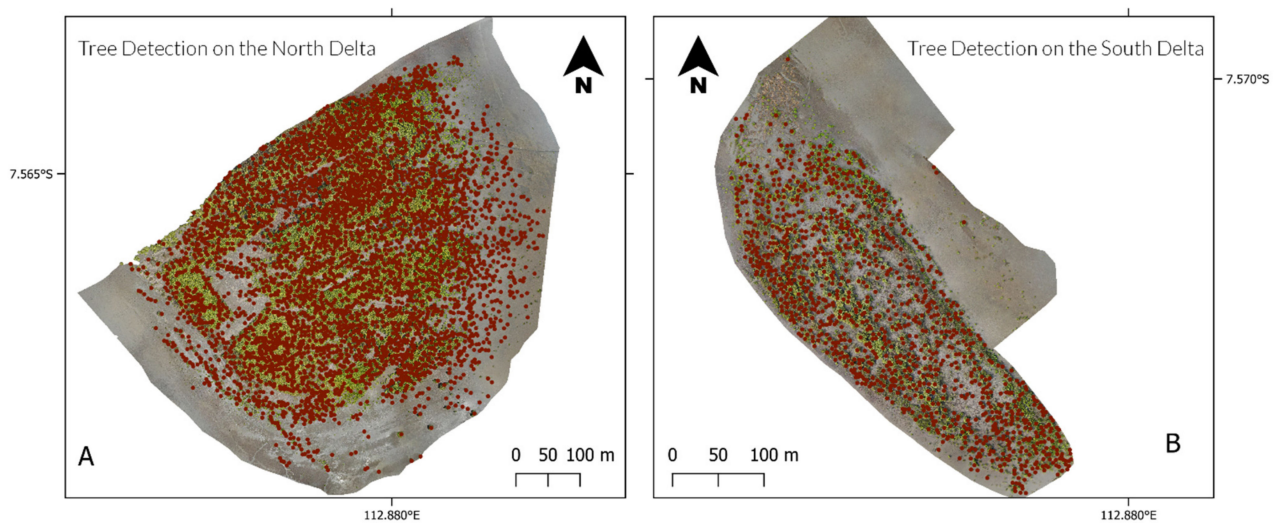 Tree Detection on the North Delta
N
7.565°S
A
0 50 100 m
112.880°E
Tree Detection on the South Delta
N
7.570°S
B
0 50 100 m
112.880°E